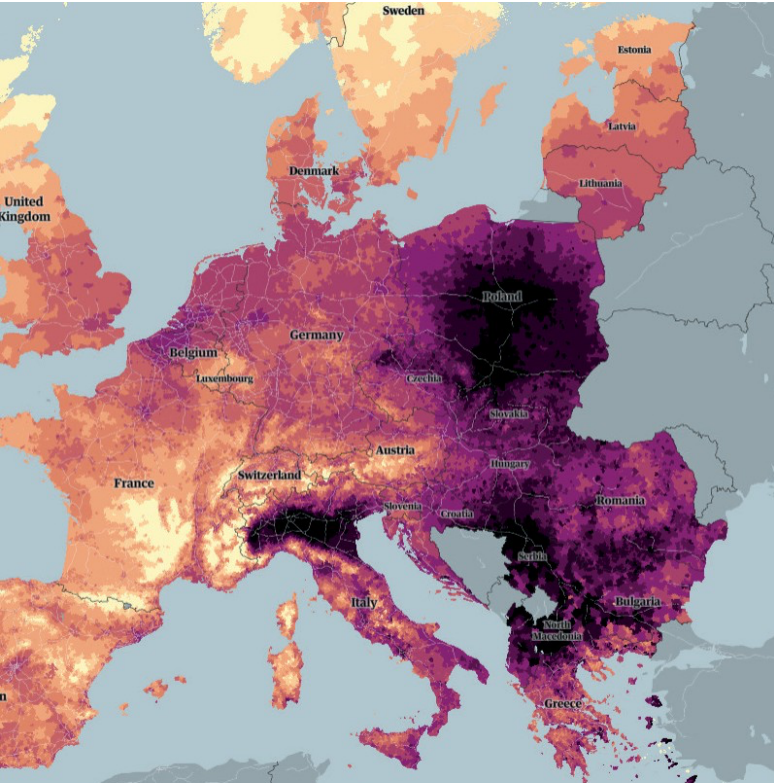 Sweden
Estonia
Latvia
Denmark
Lithuania
United
Kingdom
Poland
Germany
Belgium
Luxembourg
Czechia
Slovakia
Austria
Hungary
Switzerland
France
Romania
Slovenia
Croatia
Serbia
Italy
Bulgaria
North
Macedonia
n
Greece